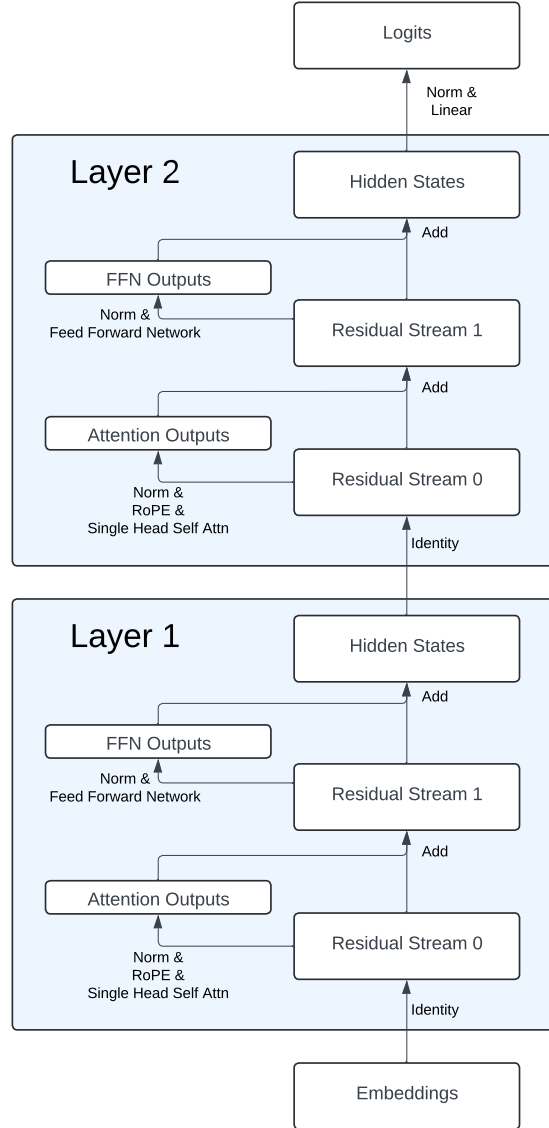 Logits
Norm &
Linear
Layer 2
Hidden States
Add
FFN Outputs
Norm &
Feed Forward Network
Residual Stream 1
Add
Attention Outputs
Residual Stream 0
Norm &
RoPE &
Single Head Self Attn
Identity
Layer 1
Hidden States
Add
FFN Outputs
Norm &
Feed Forward Network
Residual Stream 1
Add
Attention Outputs
Residual Stream 0
Norm &
RoPE &
Single Head Self Attn
Identity
Embeddings